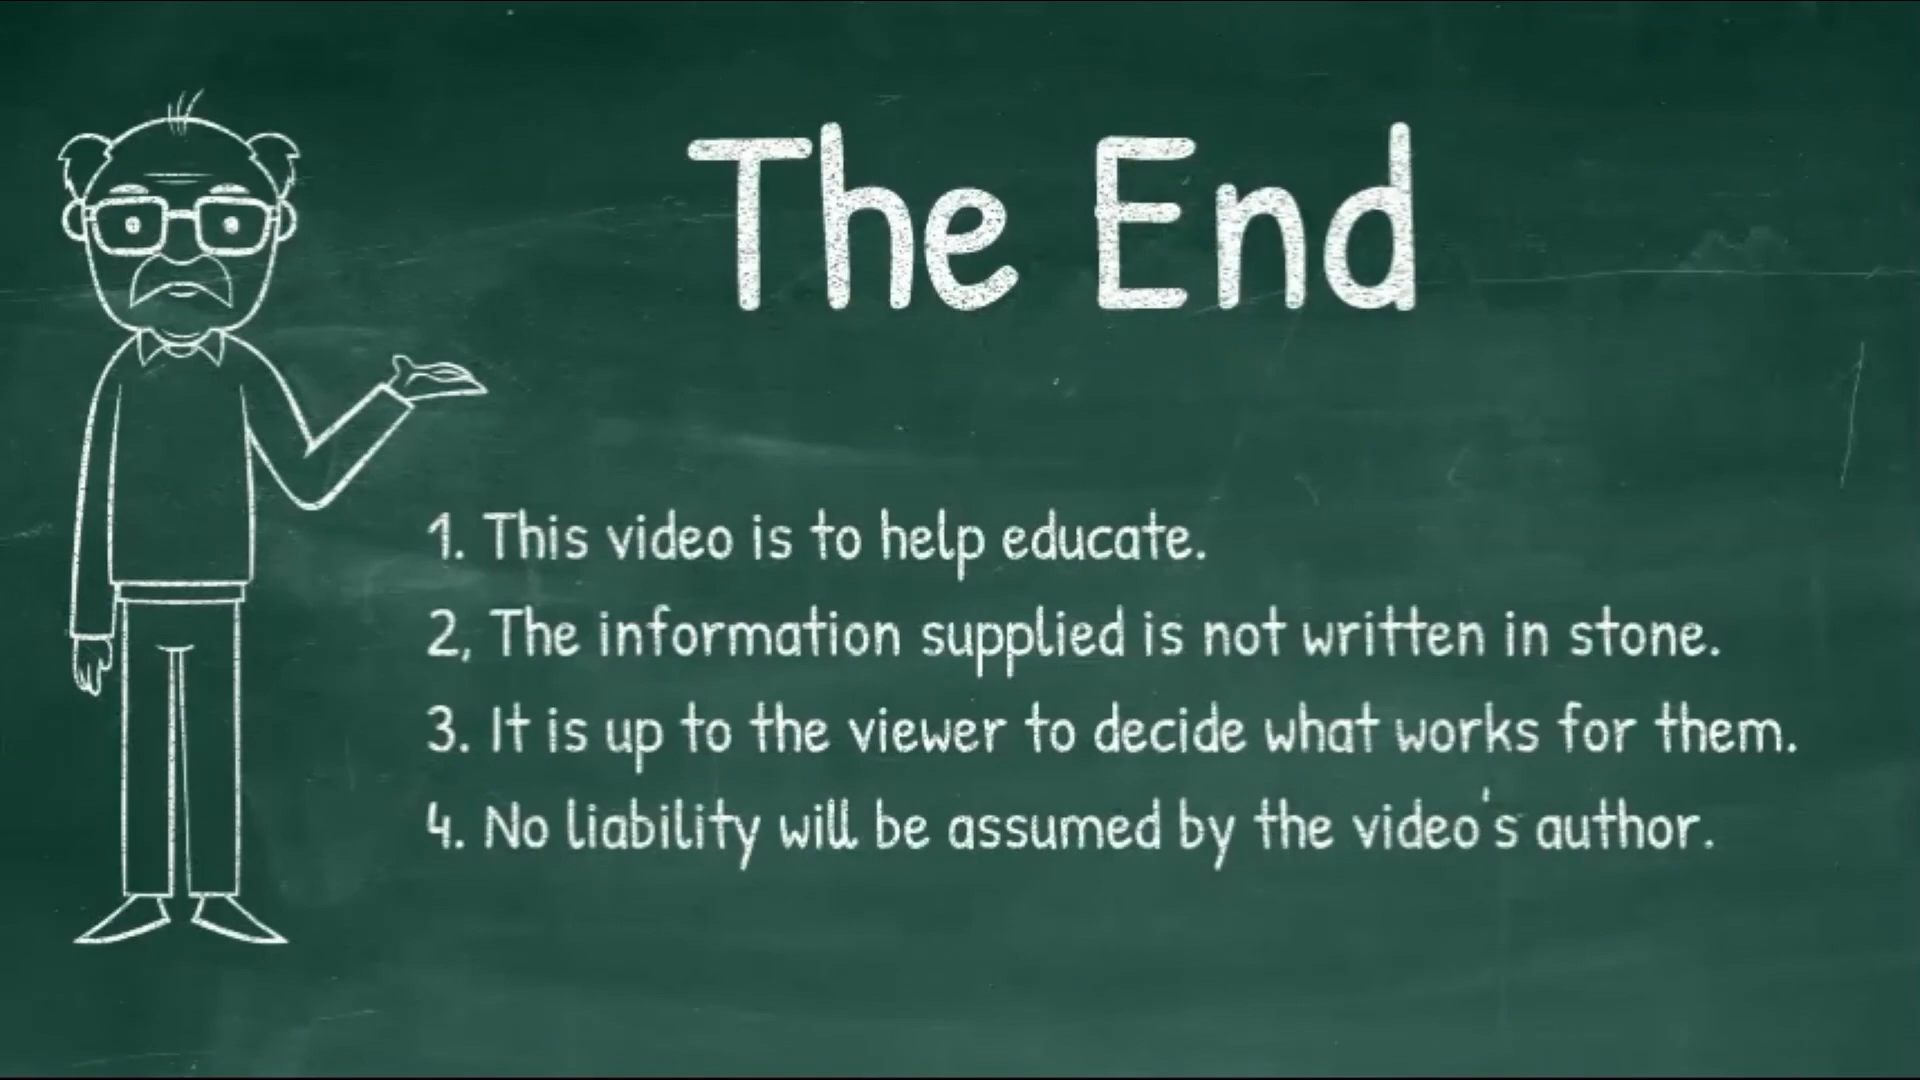 The End
1. This video is to help educate.
2, The information supplied is not written in stone.
3. It is up to the viewer to decide what works for them.
4. No liability will be assumed by the video's author.